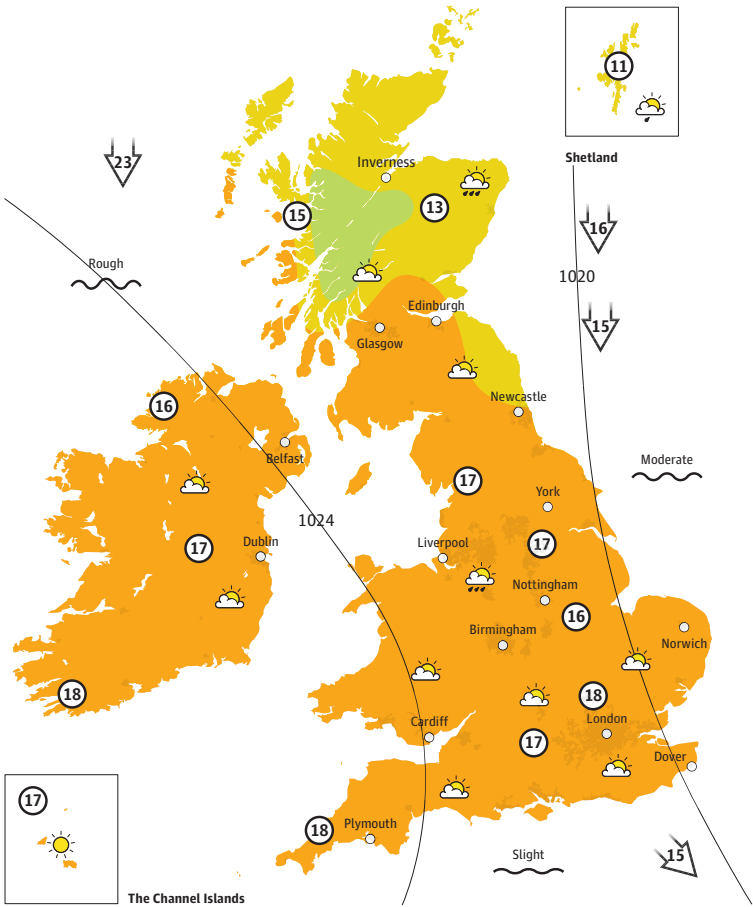 11
Shetland
23
Inverness
15
13
16
Rough
1020
Edinburgh
15
Glasgow
Newcastle
16
Belfast
Moderate
17
York
1024
Dublin
17
Liverpool
17
Nottingham
16
Birmingham
Norwich
18
18
Cardiff
London
17
Dover
17
18
Plymouth
Slight
15
The Channel Islands